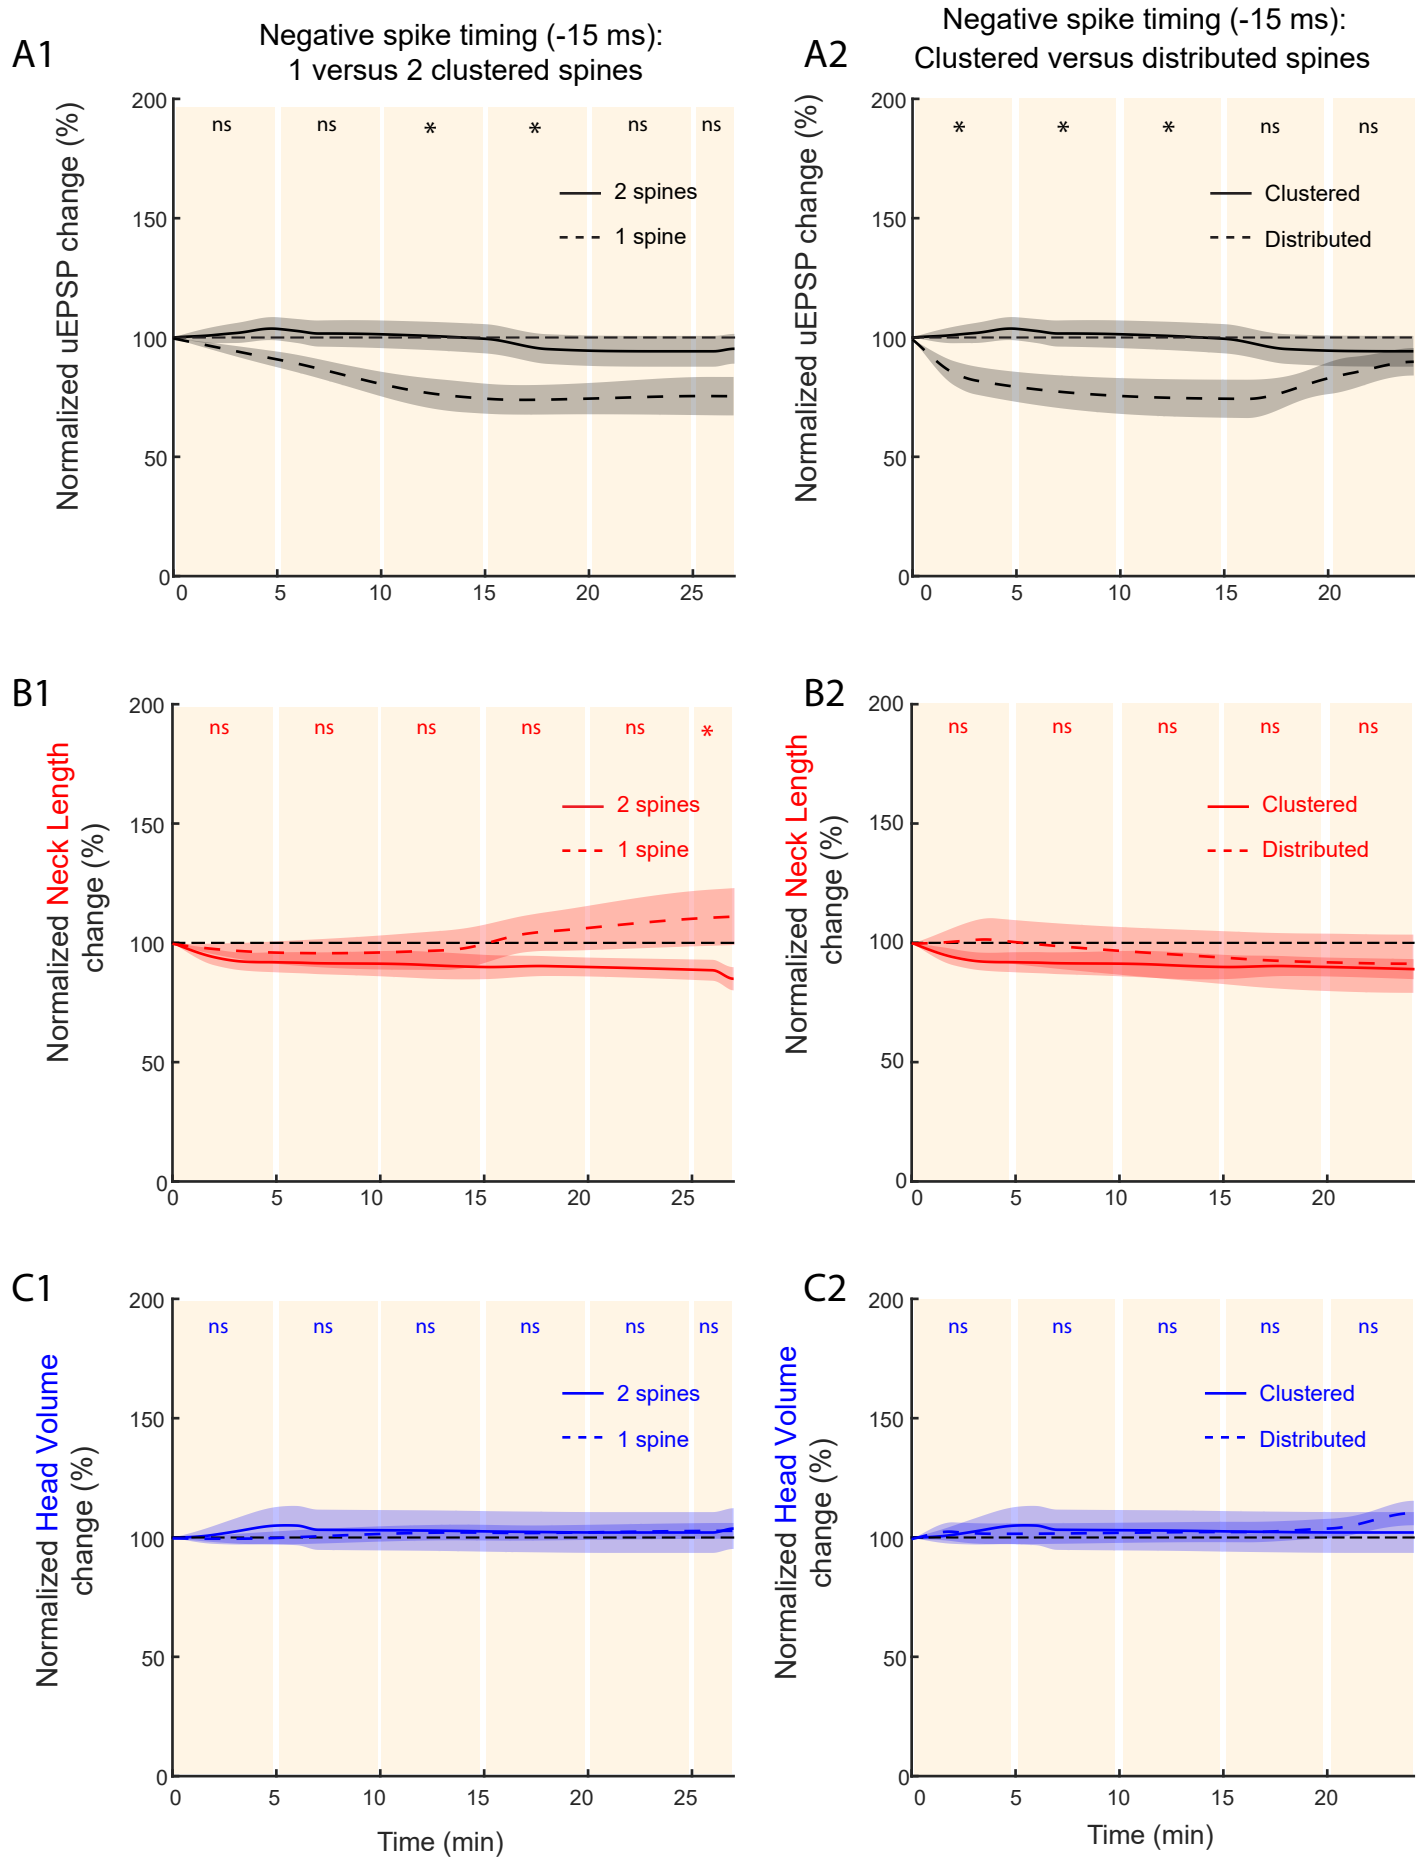 A1
Negative spike timing (-15 ms):
1 versus 2 clustered spines
Normalized uEPSP change (%)
200
150
100
50
0
ns ns * * ns ns
2 spines
1 spine
0 5 10 15 20 25
A2
Negative spike timing (-15 ms):
Clustered versus distributed spines
Normalized uEPSP change (%)
200
150
100
50
0
* * * ns ns
Clustered
Distributed
0 5 10 15 20
B1
Normalized Neck Length
change (%)
200
150
100
50
0
ns ns ns ns ns *
2 spines
1 spine
0 5 10 15 20 25
B2
Normalized Neck Length
change (%)
200
150
100
50
0
ns ns ns ns ns
Clustered
Distributed
0 5 10 15 20
C1
Normalized Head Volume
change (%)
200
150
100
50
0
ns ns ns ns ns ns
2 spines
1 spine
0 5 10 15 20 25
Time (min)
C2
Normalized Head Volume
change (%)
200
150
100
50
0
ns ns ns ns ns
Clustered
Distributed
0 5 10 15 20
Time (min)